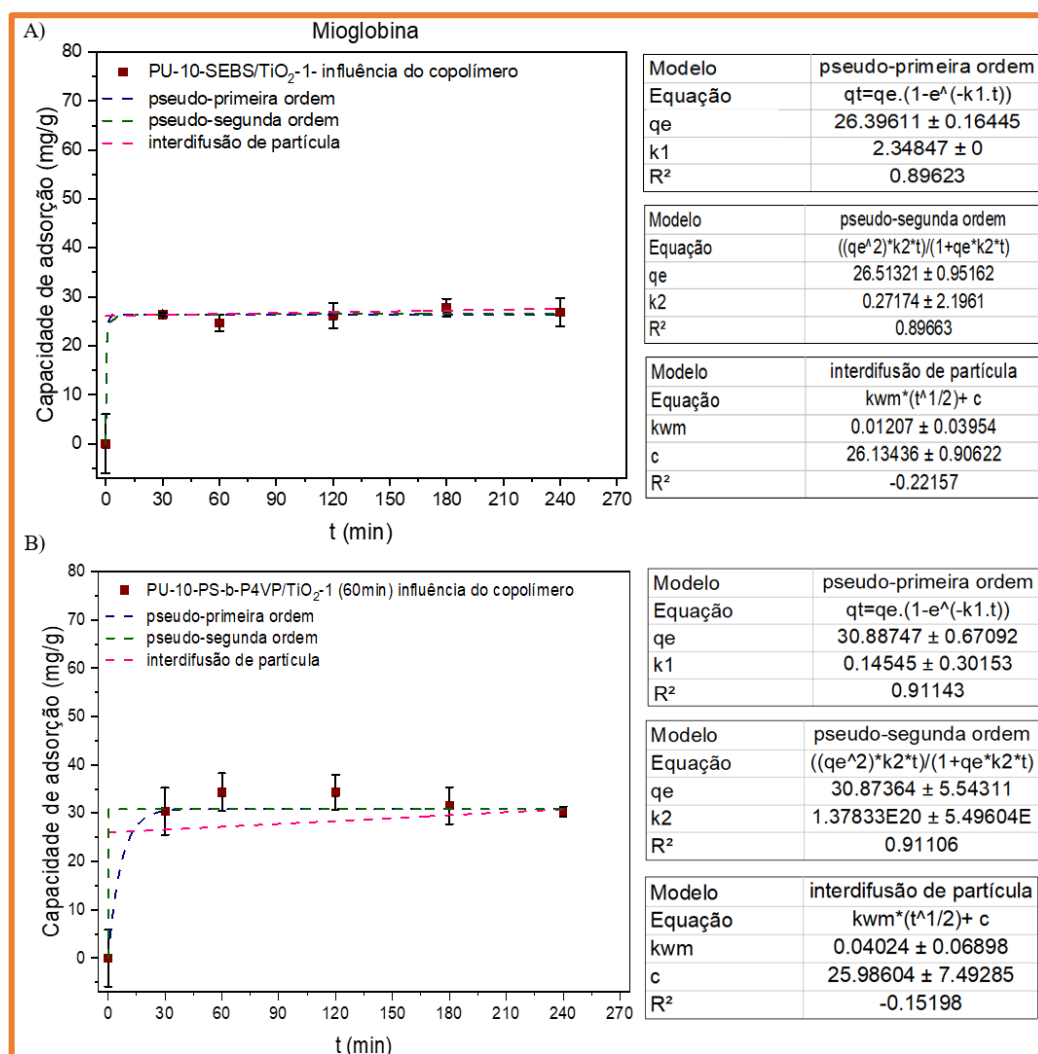 A)
Mioglobina
PU-10-SEBS/TiO₂-1- influência do copolímero
pseudo-primeira ordem
pseudo-segunda ordem
interdifusão de partícula
Capacidade de adsorção (mg/g)
80
70
60
50
40
30
20
10
0
0 30 60 90 120 150 180 210 240 270
t (min)
Modelo pseudo-primeira ordem
Equação qt=qe.(1-e^(-k1.t))
qe 26.39611 ± 0.16445
k1 2.34847 ± 0
R² 0.89623
Modelo pseudo-segunda ordem
Equação ((qe^2)*k2*t)/(1+qe*k2*t)
qe 26.51321 ± 0.95162
k2 0.27174 ± 2.1961
R² 0.89663
Modelo interdifusão de partícula
Equação kwm*(t^1/2)+ c
kwm 0.01207 ± 0.03954
c 26.13436 ± 0.90622
R² -0.22157
B)
PU-10-PS-b-P4VP/TiO₂-1 (60min) influência do copolímero
pseudo-primeira ordem
pseudo-segunda ordem
interdifusão de partícula
Capacidade de adsorção (mg/g)
80
70
60
50
40
30
20
10
0
0 30 60 90 120 150 180 210 240 270
t (min)
Modelo pseudo-primeira ordem
Equação qt=qe.(1-e^(-k1.t))
qe 30.88747 ± 0.67092
k1 0.14545 ± 0.30153
R² 0.91143
Modelo pseudo-segunda ordem
Equação ((qe^2)*k2*t)/(1+qe*k2*t)
qe 30.87364 ± 5.54311
k2 1.37833E20 ± 5.49604E
R² 0.91106
Modelo interdifusão de partícula
Equação kwm*(t^1/2)+ c
kwm 0.04024 ± 0.06898
c 25.98604 ± 7.49285
R² -0.15198